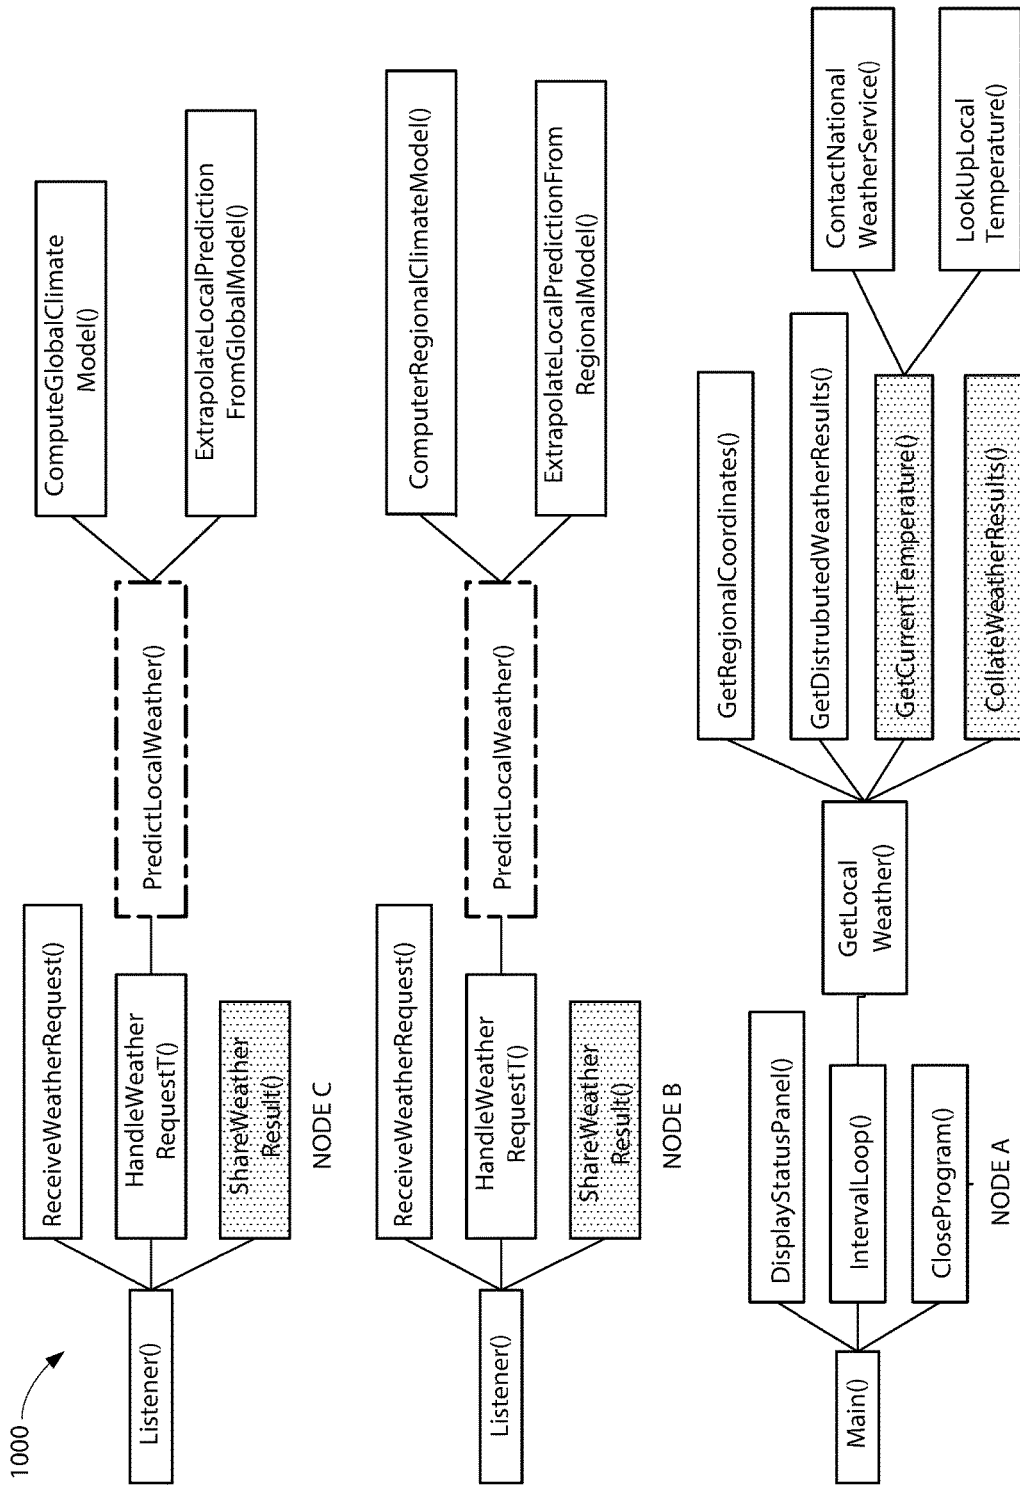 1000
Listener()
ReceiveWeatherRequest()
HandleWeather
RequestT()
ShareWeather
Result()
NODE C
PredictLocalWeather()
ComputeGlobalClimate
Model()
ExtrapolateLocalPrediction
FromGlobalModel()
Listener()
ReceiveWeatherRequest()
HandleWeather
RequestT()
ShareWeather
Result()
NODE B
PredictLocalWeather()
ComputerRegionalClimateModel()
ExtrapolateLocalPredictionFrom
RegionalModel()
Main()
DisplayStatusPanel()
IntervalLoop()
CloseProgram()
NODE A
GetLocal
Weather()
GetRegionalCoordinates()
GetDistrubutedWeatherResults()
GetCurrentTemperature()
CollateWeatherResults()
ContactNational
WeatherService()
LookUpLocal
Temperature()